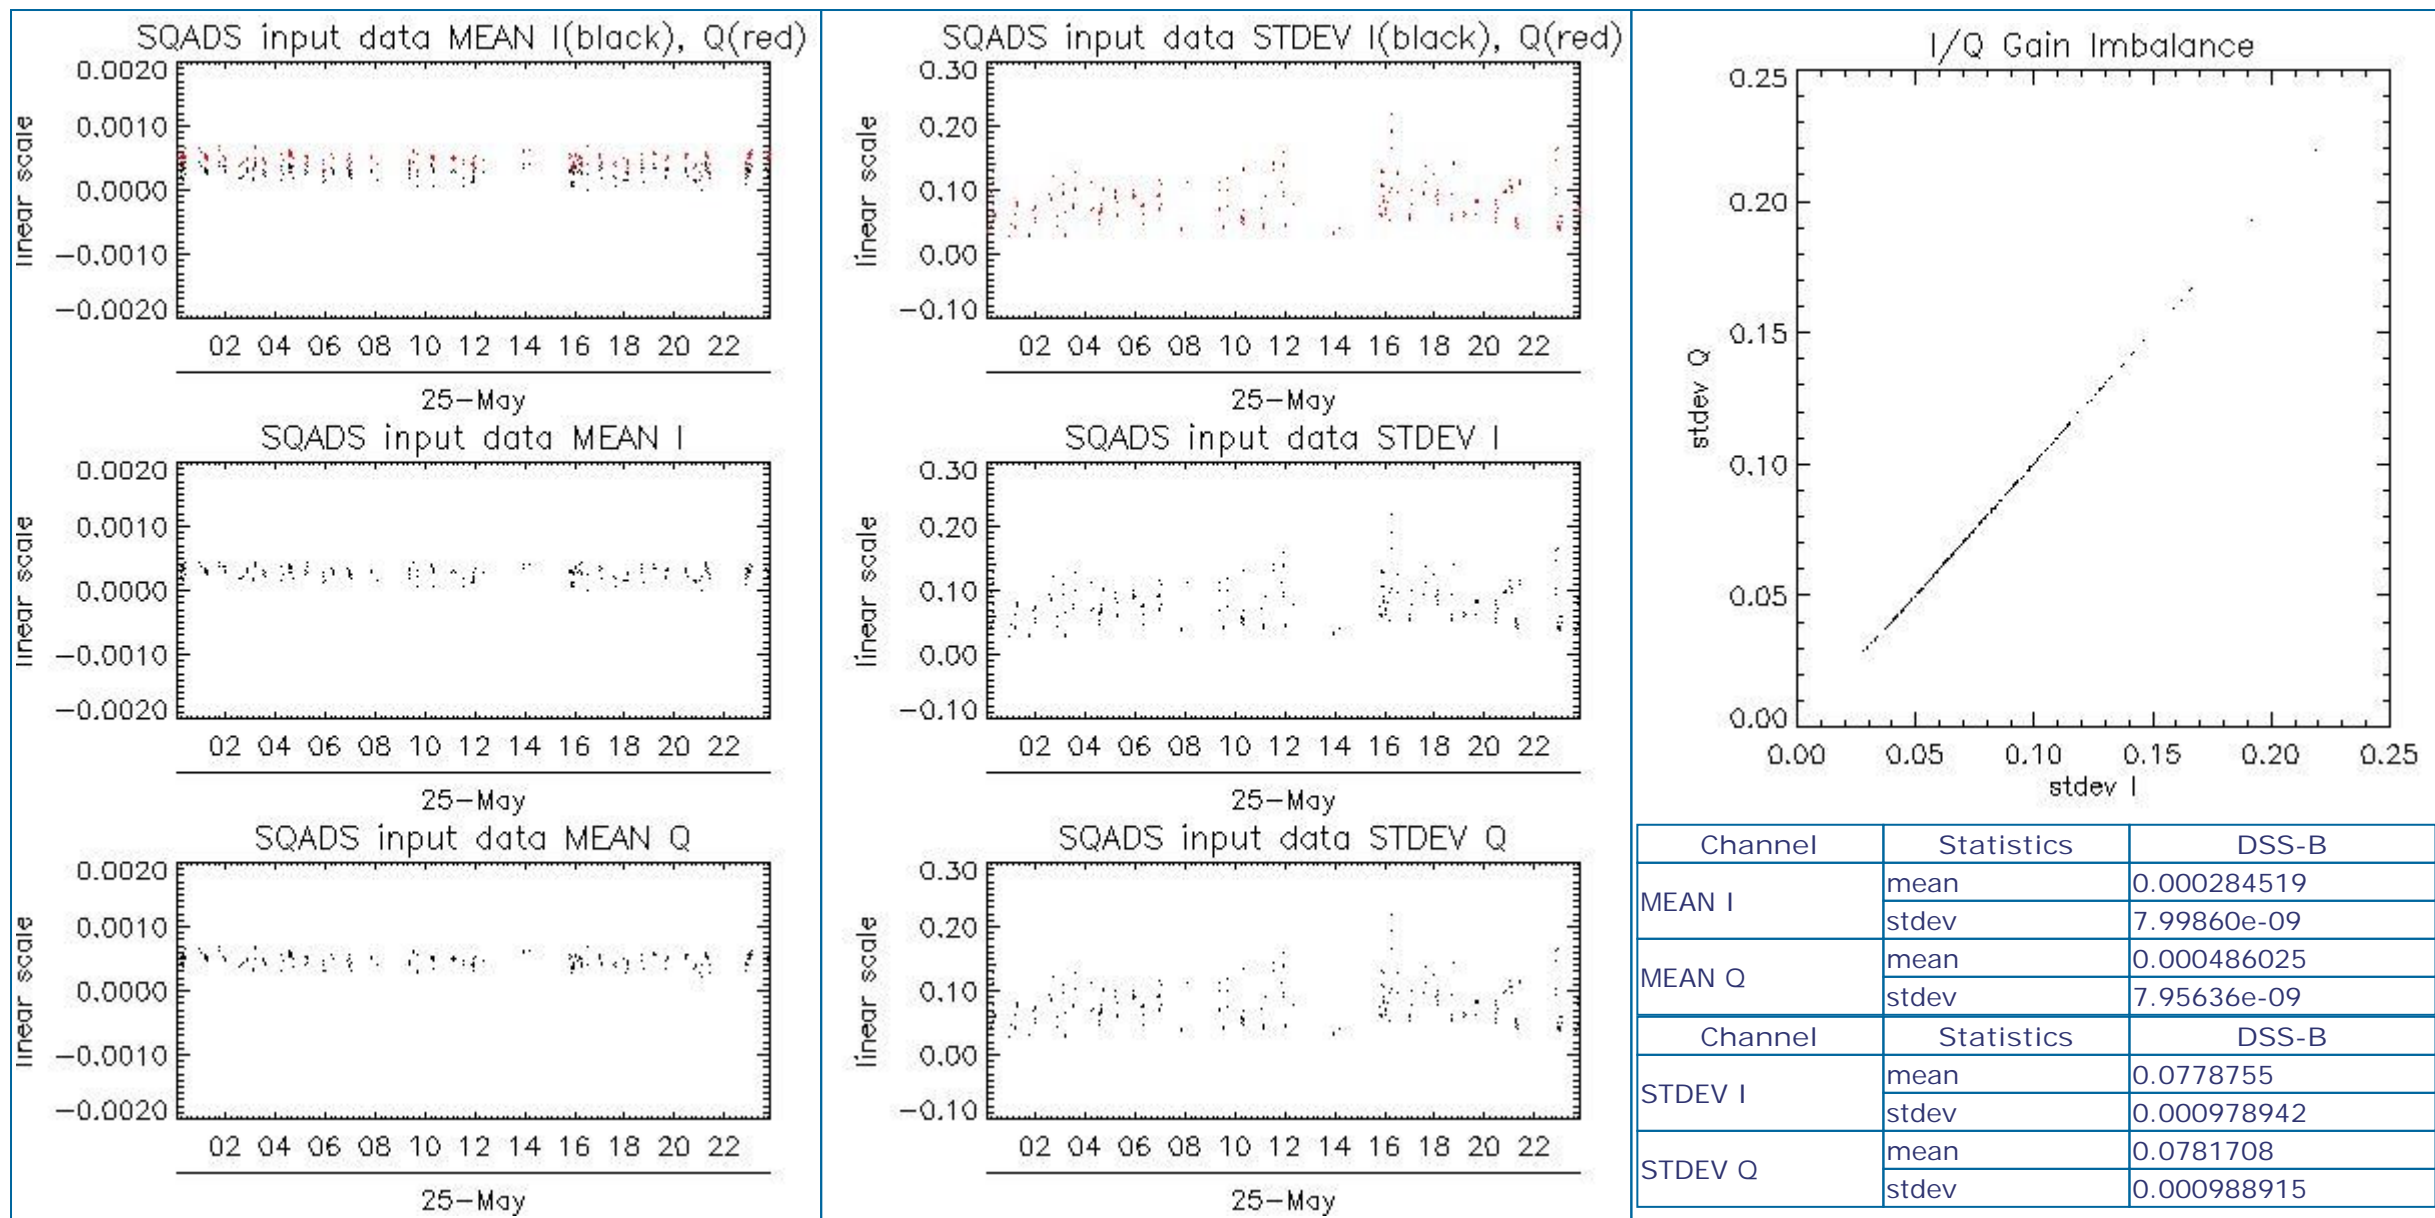 SQADS input data MEAN I(black), Q(red)
linear scale
0.0020
0.0010
0.0000
-0.0010
-0.0020
02 04 06 08 10 12 14 16 18 20 22
25-May
SQADS input data MEAN I
linear scale
0.0020
0.0010
0.0000
-0.0010
-0.0020
02 04 06 08 10 12 14 16 18 20 22
25-May
SQADS input data MEAN Q
linear scale
0.0020
0.0010
0.0000
-0.0010
-0.0020
02 04 06 08 10 12 14 16 18 20 22
25-May
SQADS input data STDEV I(black), Q(red)
linear scale
0.30
0.20
0.10
0.00
-0.10
02 04 06 08 10 12 14 16 18 20 22
25-May
SQADS input data STDEV I
linear scale
0.30
0.20
0.10
0.00
-0.10
02 04 06 08 10 12 14 16 18 20 22
25-May
SQADS input data STDEV Q
linear scale
0.30
0.20
0.10
0.00
-0.10
02 04 06 08 10 12 14 16 18 20 22
25-May
I/Q Gain Imbalance
stdev Q
0.25
0.20
0.15
0.10
0.05
0.00
0.00 0.05 0.10 0.15 0.20 0.25
stdev I
Channel Statistics DSS-B
MEAN I
mean 0.000284519
stdev 7.99860e-09
MEAN Q
mean 0.000486025
stdev 7.95636e-09
Channel Statistics DSS-B
STDEV I
mean 0.0778755
stdev 0.000978942
STDEV Q
mean 0.0781708
stdev 0.000988915